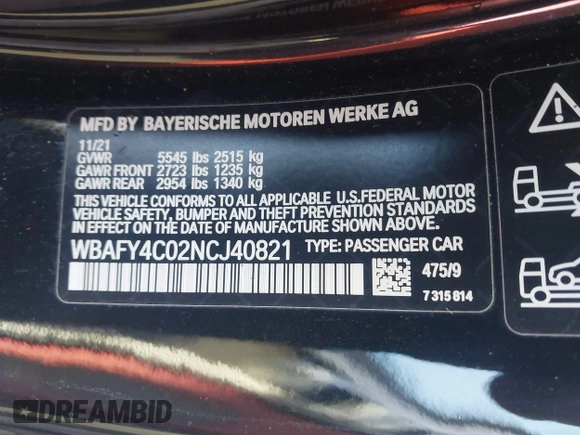 MFD BY BAYERISCHE MOTOREN WERKE AG
11/21
GVWR 5545 lbs 2515 kg
GAWR FRONT 2723 lbs 1235 kg
GAWR REAR 2954 lbs 1340 kg
THIS VEHICLE CONFORMS TO ALL APPLICABLE U.S.FEDERAL MOTOR
VEHICLE SAFETY, BUMPER AND THEFT PREVENTION STANDARDS
IN EFFECT ON THE DATE OF MANUFACTURE SHOWN ABOVE.
WBAFY4C02NCJ40821 TYPE: PASSENGER CAR
475/9
7 315 814
DREAMBID